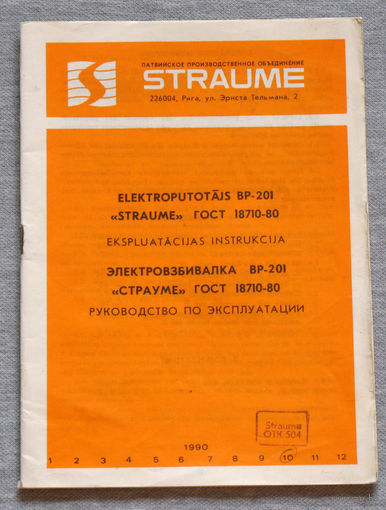 ЛАТВИЙСКОЕ ПРОИЗВОДСТВЕННОЕ ОБЪЕДИНЕНИЕ
STRAUME
226004, Рига, ул. Эрнста Тельмана, 2
ELEKTROPUTOTĀJS BP-201
«STRAUME» ГОСТ 18710-80
EKSPLUATĀCIJAS INSTRUKCIJA
ЭЛЕКТРОВЗБИВАЛКА ВР-201
«СТРАУМЕ» ГОСТ 18710-80
РУКОВОДСТВО ПО ЭКСПЛУАТАЦИИ
Straume
ОТК 504
1990
1 2 3 4 5 6 7 8 9 10 11 12